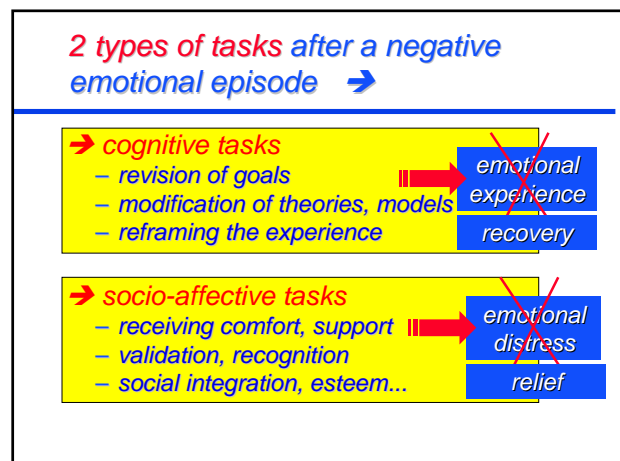 2 types of tasks after a negative
emotional episode ➔
➔ cognitive tasks
– revision of goals
– modification of theories, models
– reframing the experience
emotional
experience
recovery
➔ socio-affective tasks
– receiving comfort, support
– validation, recognition
– social integration, esteem...
emotional
distress
relief